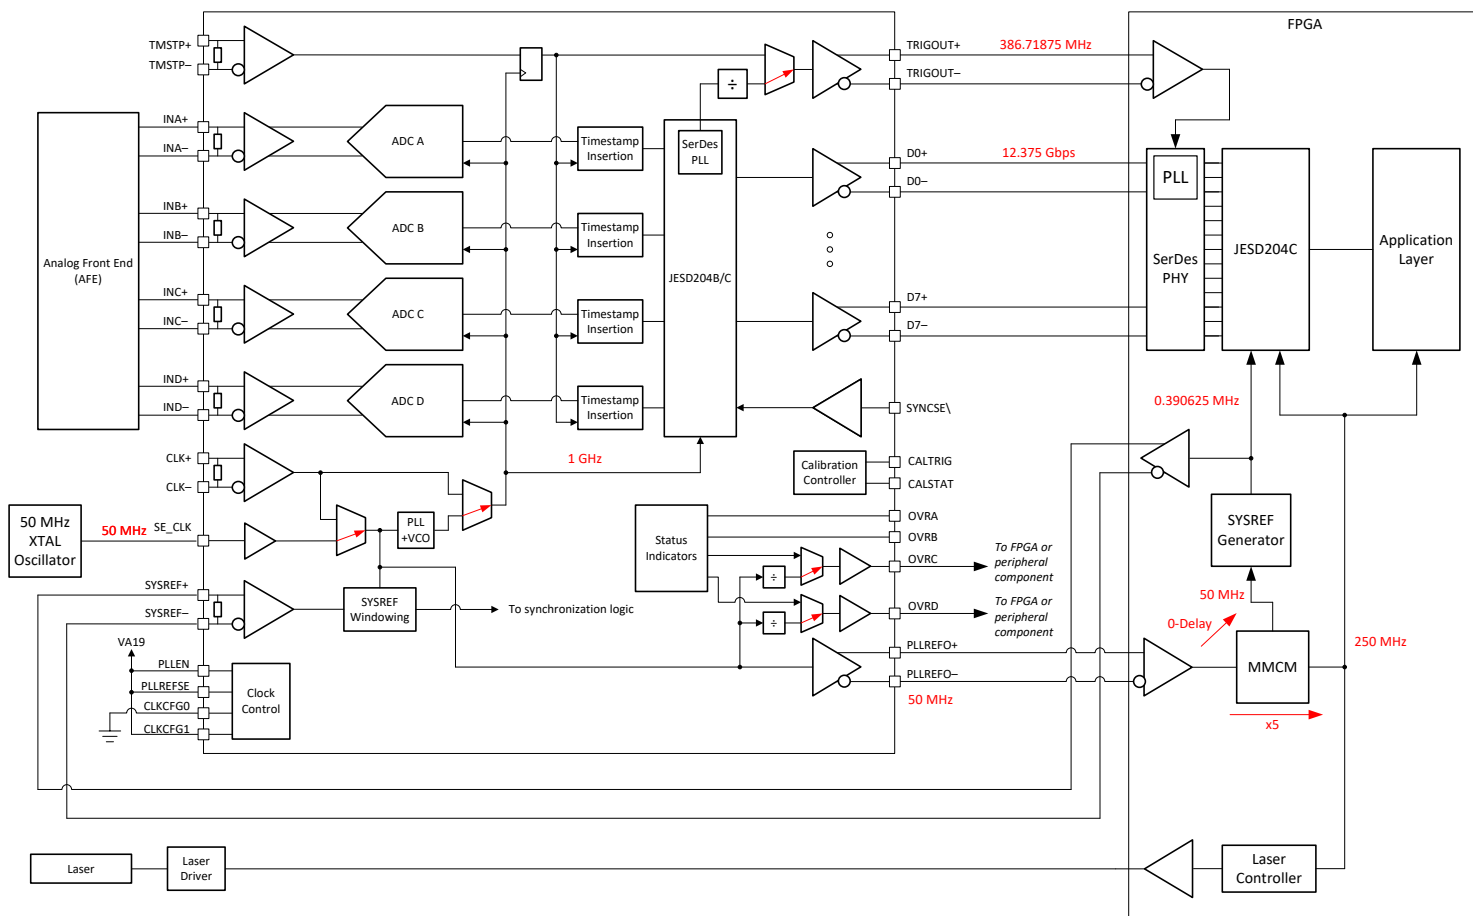 FPGA
TMSTP+
TMSTP–
TRIGOUT+
386.71875 MHz
TRIGOUT–
÷
INA+
INA–
ADC A
Timestamp
Insertion
SerDes
PLL
D0+
12.375 Gbps
D0–
PLL
INB+
INB–
ADC B
Timestamp
Insertion
Analog Front End
(AFE)
JESD204B/C
SerDes
PHY
JESD204C
Application
Layer
INC+
INC–
ADC C
Timestamp
Insertion
D7+
D7–
IND+
IND–
ADC D
Timestamp
Insertion
SYNCSE\
0.390625 MHz
CLK+
CLK–
1 GHz
Calibration
Controller
CALTRIG
CALSTAT
50 MHz
XTAL
Oscillator
50 MHz
SE_CLK
PLL
+VCO
Status
Indicators
OVRA
OVRB
OVRC
÷
To FPGA or
peripheral
component
SYSREF
Generator
SYSREF+
SYSREF–
SYSREF
Windowing
To synchronization logic
OVRD
÷
To FPGA or
peripheral
component
50 MHz
0-Delay
VA19
PLLEN
PLLREFSE
CLKCFG0
CLKCFG1
Clock
Control
PLLREFO+
PLLREFO–
50 MHz
MMCM
250 MHz
x5
Laser
Laser
Driver
Laser
Controller